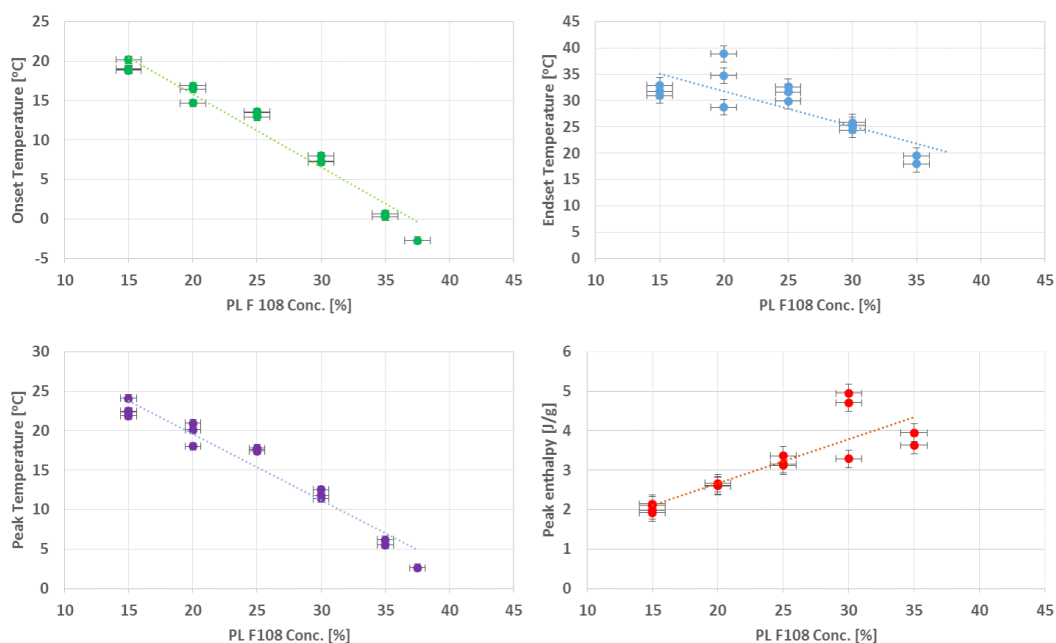 25
20
15
10
5
0
-5
Onset Temperature [°C]
10 15 20 25 30 35 40 45
PL F 108 Conc. [%]
45
40
35
30
25
20
15
10
5
0
Endset Temperature [°C]
10 15 20 25 30 35 40 45
PL F108 Conc. [%]
30
25
20
15
10
5
0
Peak Temperature [°C]
10 15 20 25 30 35 40 45
PL F108 Conc. [%]
6
5
4
3
2
1
0
Peak enthalpy [J/g]
10 15 20 25 30 35 40 45
PL F108 Conc. [%]